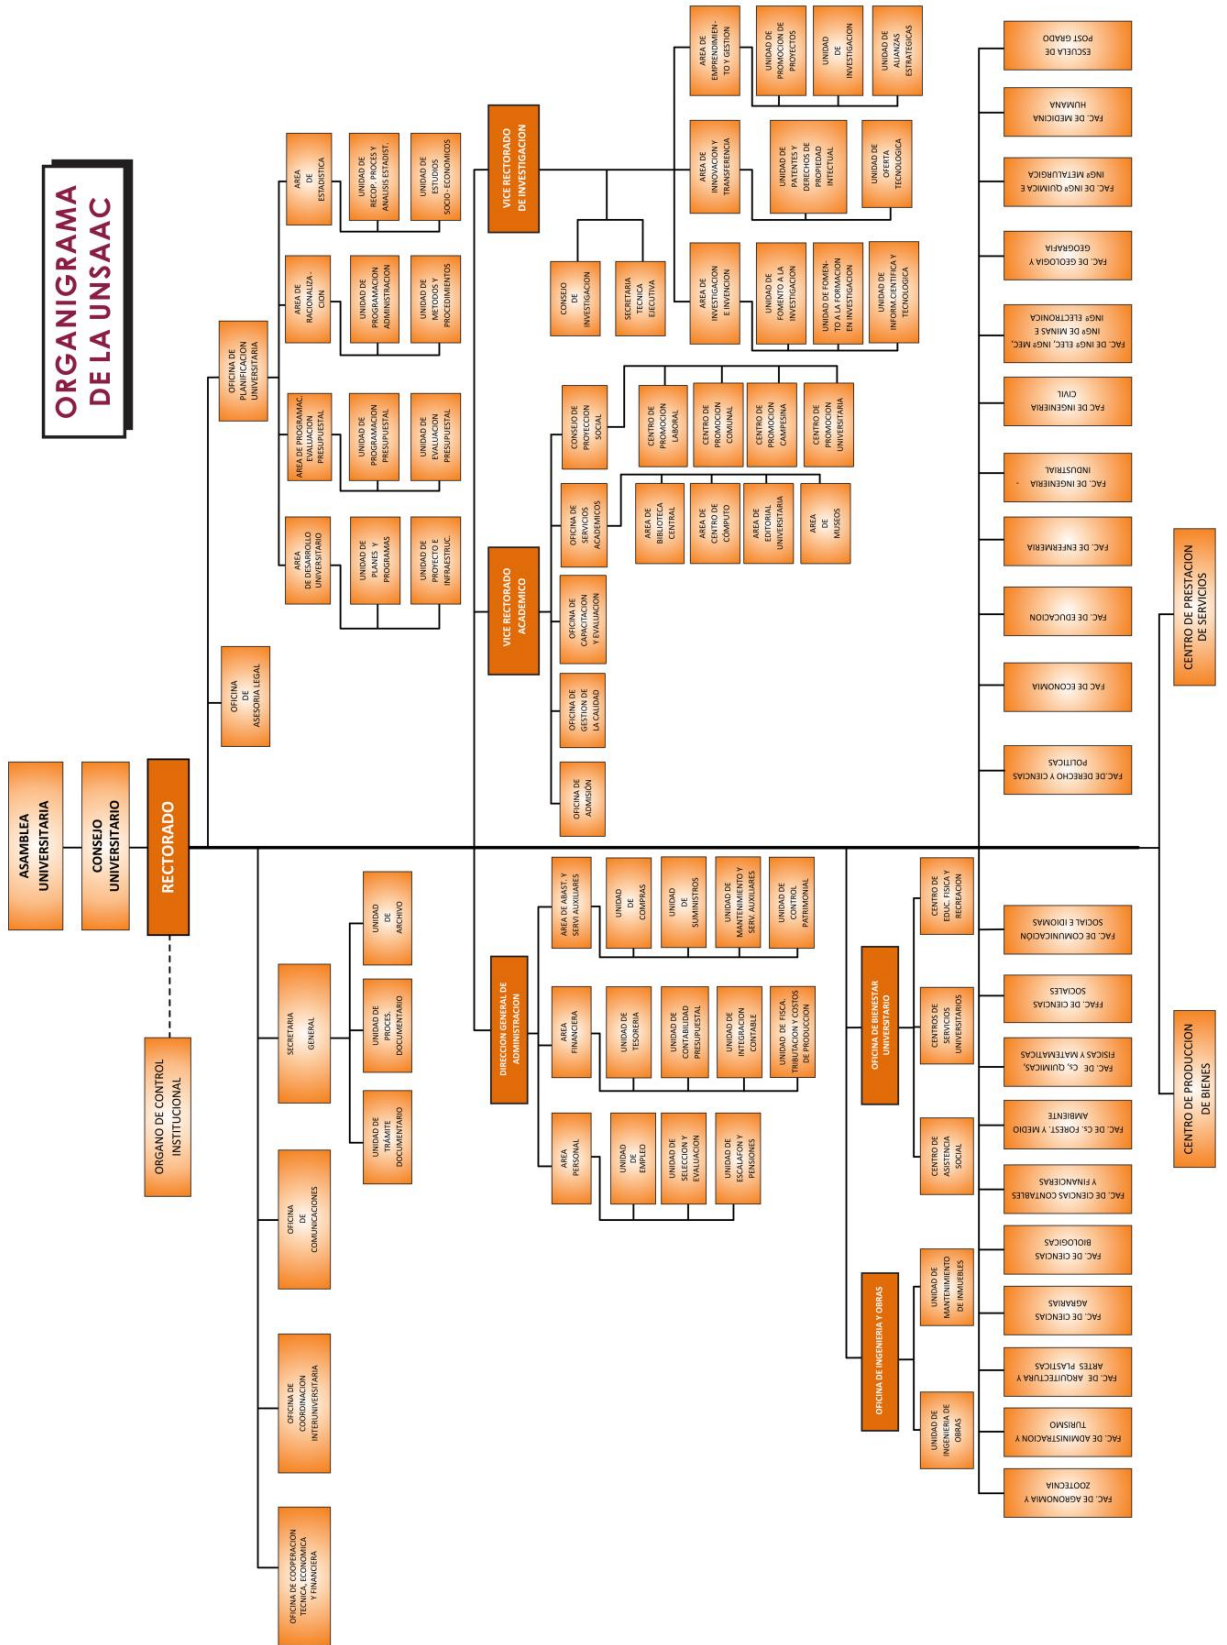 ORGANIGRAMA
DE LA UNSAAC
ASAMBLEA
UNIVERSITARIA
CONSEJO
UNIVERSITARIO
RECTORADO
ORGANO DE CONTROL
INSTITUCIONAL
OFICINA
DE
ASESORIA LEGAL
OFICINA DE
PLANIFICACION
UNIVERSITARIA
AREA
DE DESARROLLO
UNIVERSITARIO
UNIDAD DE
PLANES Y
PROGRAMAS
UNIDAD DE
PROYECTO E
INFRAESTRUC.
AREA DE PROGRAMAC.
EVALUACION
PRESUPUESTAL
UNIDAD DE
PROGRAMACION
PRESUPUESTAL
UNIDAD DE
EVALUACION
PRESUPUESTAL
AREA DE
RACIONALIZA -
CION
UNIDAD DE
PROGRAMACION
ADMINISTRACION
UNIDAD DE
METODOS Y
PROCEDIMIENTOS
AREA
DE
ESTADISTICA
UNIDAD DE
RECOP. PROCES Y
ANALISIS ESTADIST.
UNIDAD DE
ESTUDIOS
SOCIO- ECONOMICOS
OFICINA DE COOPERACION
TECNICA, ECONOMICA
Y FINANCIERA
OFICINA DE
COORDINACION
INTERUNIVERSITARIA
OFICINA
DE
COMUNICACIONES
SECRETARIA
GENERAL
UNIDAD DE
TRÁMITE
DOCUMENTARIO
UNIDAD DE
PROCES.
DOCUMENTARIO
UNIDAD
DE
ARCHIVO
DIRECCION GENERAL DE
ADMINISTRACION
AREA
PERSONAL
UNIDAD
DE
EMPLEO
UNIDAD DE
SELECCION Y
EVALUACION
UNIDAD DE
ESCALAFON Y
PENSIONES
AREA
FINANCIERA
UNIDAD DE
TESORERIA
UNIDAD DE
CONTABILIDAD
PRESUPUESTAL
UNIDAD DE
INTEGRACION
CONTABLE
UNIDAD DE FISCA.
TRIBUTACION Y COSTOS
DE PRODUCCION
AREA DE ABAST. Y
SERVI AUXILIARES
UNIDAD
DE
COMPRAS
UNIDAD
DE
SUMINISTROS
UNIDAD DE
MANTENIMIENTO Y
SERV. AUXILIARES
UNIDAD DE
CONTROL
PATRIMONIAL
VICE RECTORADO
ACADEMICO
OFICINA DE
ADMISIÓN
OFICINA DE
GESTION DE
LA CALIDAD
OFICINA DE
CAPACITACION
Y EVALUACION
OFICINA DE
SERVICIOS
ACADEMICOS
AREA DE
BIBLIOTECA
CENTRAL
AREA DE
CENTRO DE
CÓMPUTO
AREA DE
EDITORIAL
UNIVERSITARIA
AREA
DE
MUSEOS
CONSEJO DE
PROYECCION
SOCIAL
CENTRO DE
PROMOCION
LABORAL
CENTRO DE
PROMOCION
COMUNAL
CENTRO DE
PROMOCION
CAMPESINA
CENTRO DE
PROMOCION
UNIVERSITARIA
VICE RECTORADO
DE INVESTIGACION
CONSEJO
DE
INVESTIGACION
SECRETARIA
TECNICA
EJECUTIVA
AREA DE
INVESTIGACION
E INVENCION
UNIDAD DE
FOMENTO A LA
INVESTIGACION
UNIDAD DE FOMEN-
TO A LA FORMACION
EN INVESTIGACION
UNIDAD DE
INFORM.CIENTIFICA Y
TECNOLOGICA
AREA DE
INNOVACION Y
TRANSFERENCIA
UNIDAD DE
PATENTES Y
DERECHOS DE
PROPIEDAD
INTECTUAL
UNIDAD DE
OFERTA
TECNOLOGICA
AREA DE
EMPRENDIMIEN-
TO Y GESTION
UNIDAD DE
PROMOCION DE
PROYECTOS
UNIDAD
DE
INVESTIGACION
UNIDAD DE
ALIANZAS
ESTRATEGICAS
OFICINA DE INGENIERIA Y OBRAS
UNIDAD DE
INGENIERIA DE
OBRAS
UNIDAD DE
MANTENIMIENTO
DE INMUEBLES
OFICINA DE BIENESTAR
UNIVERSITARIO
CENTRO DE
ASISTENCIA
SOCIAL
CENTROS DE
SERVICIOS
UNIVERSITARIOS
CENTRO DE
EDUC. FISICA Y
RECREACION
FAC. DE AGRONOMIA Y
ZOOTECNIA
FAC. DE ADMINISTRACION Y
TURISMO
FAC. DE ARQUITECTURA Y
ARTES PLASTICAS
FAC. DE CIENCIAS
AGRARIAS
FAC. DE CIENCIAS
BIOLOGICAS
FAC. DE CIENCIAS CONTABLES
Y FINANCIERAS
FAC. DE Cs. FOREST. Y MEDIO
AMBIENTE
FAC. DE Cs, QUIMICAS,
FISICAS Y MATEMATICAS
FFAC. DE CIENCIAS
SOCIALES
FAC. DE COMUNICACIÓN
SOCIAL E IDIOMAS
FAC.DE DERECHO Y CIENCIAS
POLITICAS
FAC DE ECONOMIA
FAC. DE EDUCACION
FAC. DE ENFERMERIA
FAC. DE INGENIERIA -
INDUSTRIAL
FAC DE INGENIERIA
CIVIL
FAC. DE INGª ELEC, INGª MEC,
INGª DE MINAS E
INGª ELECTRONICA
FAC. DE GEOLOGIA Y
GEOGRAFIA
FAC. DE INGª QUIMICA E
INGª METALURGICA
FAC. DE MEDICINA
HUMANA
ESCUELA DE
POST GRADO
CENTRO DE PRODUCCION
DE BIENES
CENTRO DE PRESTACION
DE SERVICIOS